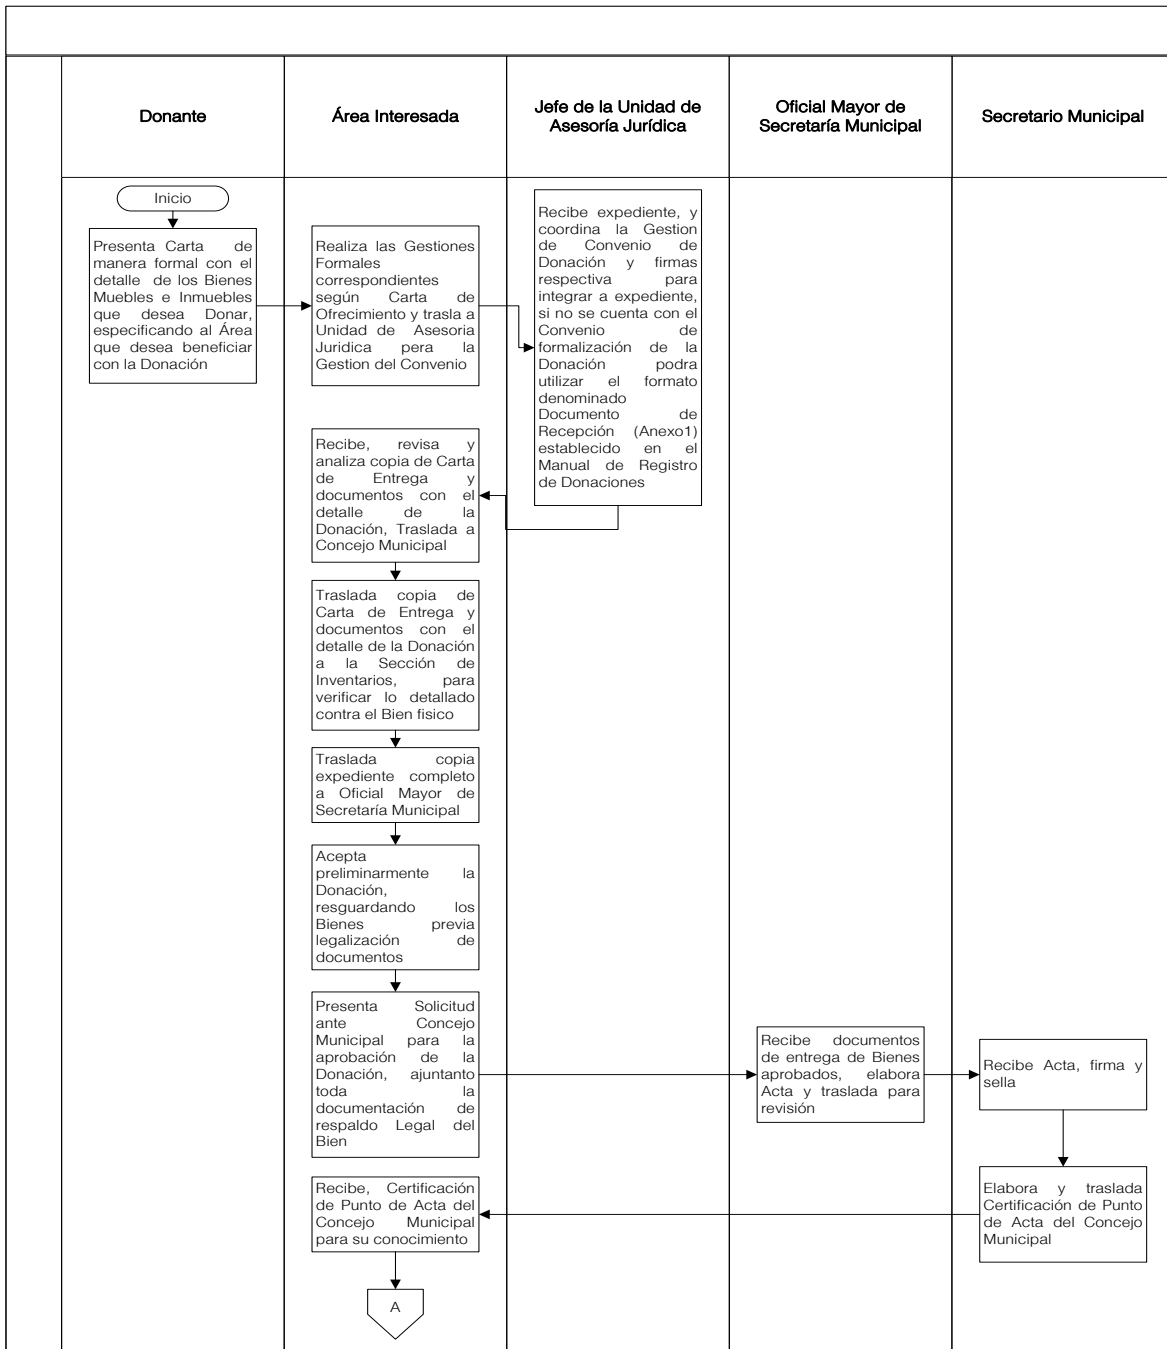 Donante
Área Interesada
Jefe de la Unidad de
Asesoría Jurídica
Oficial Mayor de
Secretaría Municipal
Secretario Municipal
Inicio
Presenta Carta de
manera formal con el
detalle de los Bienes
Muebles e Inmuebles
que desea Donar,
especificando al Área
que desea beneficiar
con la Donación
Realiza las Gestiones
Formales
correspondientes
según Carta de
Ofrecimiento y trasla a
Unidad de Asesoria
Juridica pera la
Gestion del Convenio
Recibe expediente, y
coordina la Gestion
de Convenio de
Donación y firmas
respectiva para
integrar a expediente,
si no se cuenta con el
Convenio de
formalización de la
Donación podra
utilizar el formato
denominado
Documento de
Recepción (Anexo1)
establecido en el
Manual de Registro
de Donaciones
Recibe, revisa y
analiza copia de Carta
de Entrega y
documentos con el
detalle de la
Donación, Traslada a
Concejo Municipal
Traslada copia de
Carta de Entrega y
documentos con el
detalle de la Donación
a la Sección de
Inventarios, para
verificar lo detallado
contra el Bien fisico
Traslada copia
expediente completo
a Oficial Mayor de
Secretaría Municipal
Acepta
preliminarmente la
Donación,
resguardando los
Bienes previa
legalización de
documentos
Presenta Solicitud
ante Concejo
Municipal para la
aprobación de la
Donación, ajuntanto
toda la
documentación de
respaldo Legal del
Bien
Recibe documentos
de entrega de Bienes
aprobados, elabora
Acta y traslada para
revisión
Recibe Acta, firma y
sella
Elabora y traslada
Certificación de Punto
de Acta del Concejo
Municipal
Recibe, Certificación
de Punto de Acta del
Concejo Municipal
para su conocimiento
A